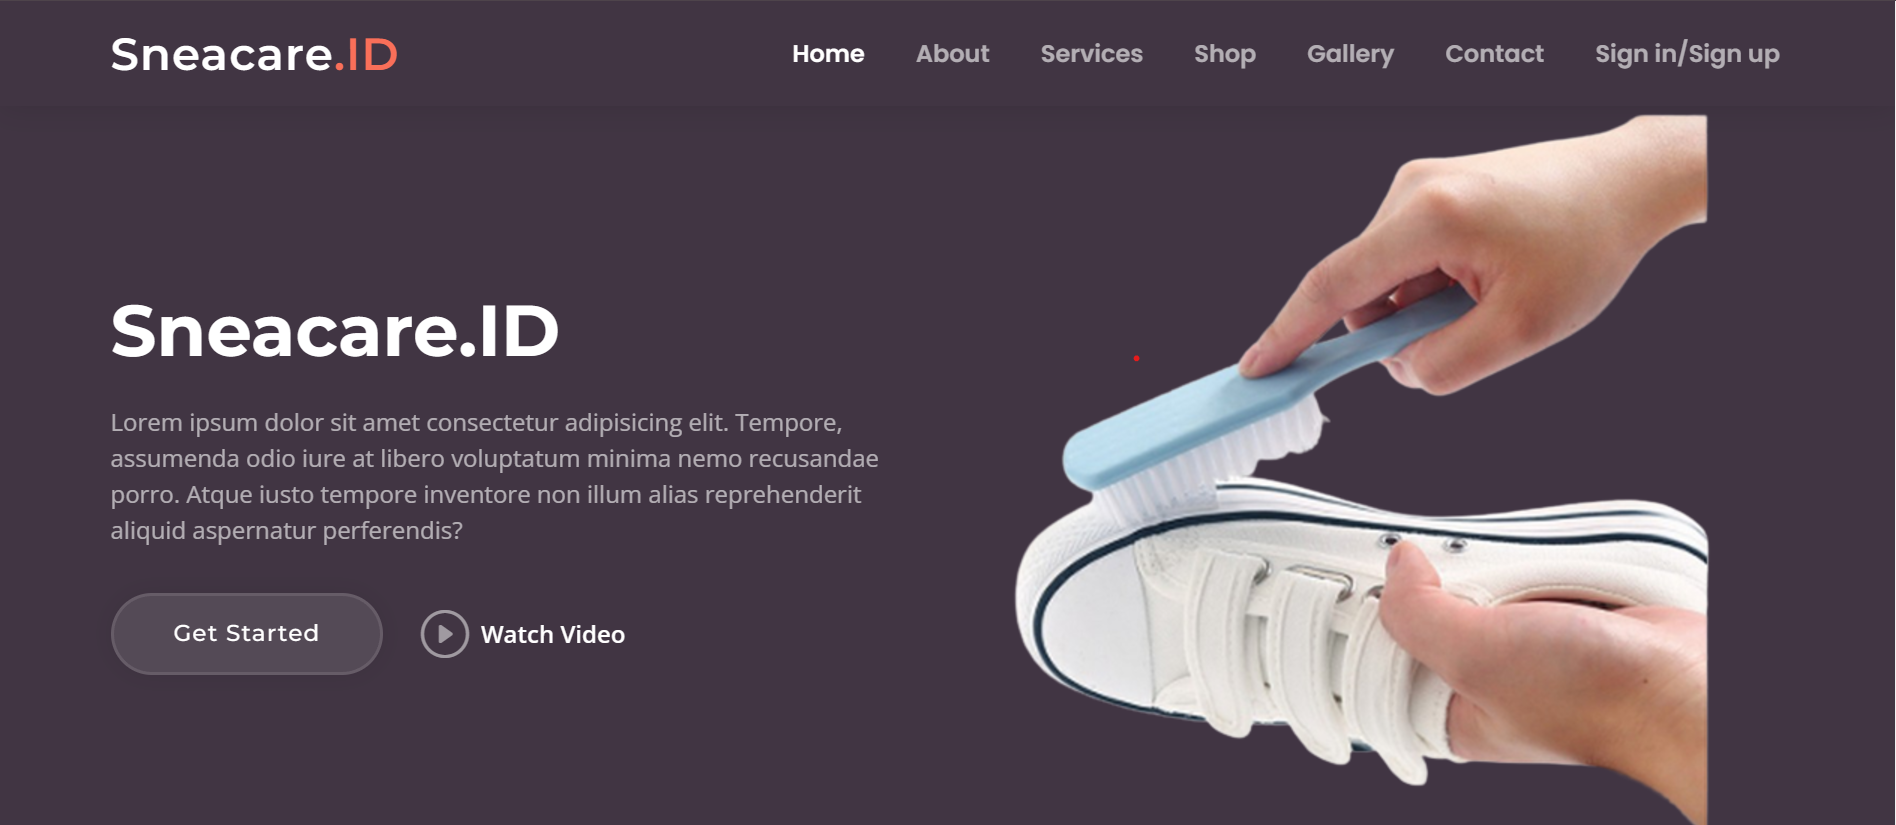 Sneacare.ID
Home About Services Shop Gallery Contact Sign in/Sign up
Sneacare.ID
Lorem ipsum dolor sit amet consectetur adipisicing elit. Tempore,
assumenda odio iure at libero voluptatum minima nemo recusandae
porro. Atque iusto tempore inventore non illum alias reprehenderit
aliquid aspernatur perferendis?
Get Started
Watch Video